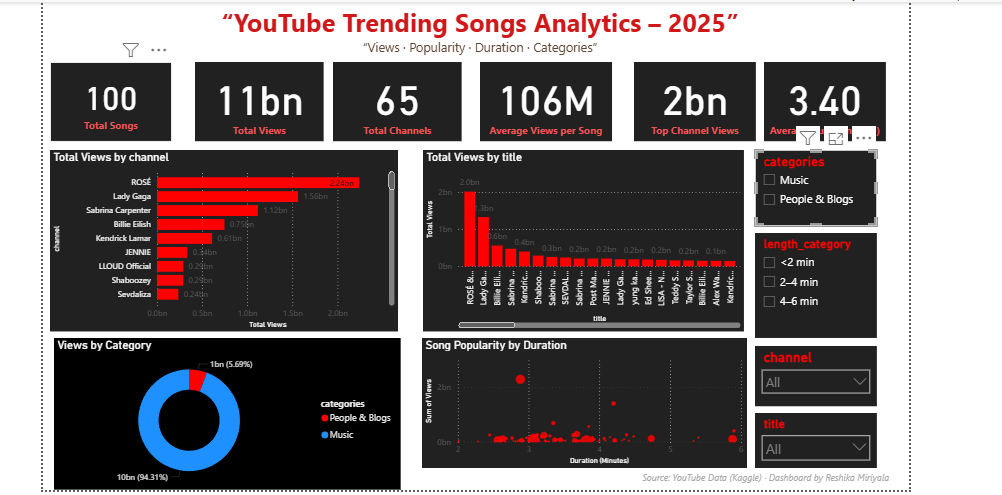 “YouTube Trending Songs Analytics – 2025”
“Views · Popularity · Duration · Categories”
100
Total Songs
11bn
Total Views
65
Total Channels
106M
Average Views per Song
2bn
Top Channel Views
3.40
Total Views by channel
channel
ROSÉ
2.24bn
Lady Gaga
1.56bn
Sabrina Carpenter
1.12bn
Billie Eilish
0.75bn
Kendrick Lamar
0.61bn
JENNIE
LLOUD Official
0.29bn
Shaboozey
0.29bn
Sevdaliza
0.24bn
0.0bn 0.5bn 1.0bn 1.5bn 2.0bn
Total Views
Total Views by title
Total Views
2bn
1bn
0bn
2.0bn 0.4bn 0.3bn 0.2bn 0.2bn 0.2bn 0.2bn 0.2bn 0.1bn
ROSÉ &... Lady Ga... Billie Eili... Sabrina ... Kendric... Shaboo... Sabrina ... SEVDAL... Sabrina ... Post Ma... JENNIE ... Lady Ga... yung ka... Ed Shee... LISA - N... Teddy S... Taylor S... Billie Eili... Alex Wa... Kendric...
title
categories
Music
People & Blogs
length_category
<2 min
2–4 min
4–6 min
Views by Category
1bn (5.69%)
10bn (94.31%)
categories
People & Blogs
Music
Song Popularity by Duration
Sum of Views
2bn
0bn
2 3 4 5 6
Duration (Minutes)
channel
All
title
All
Source: YouTube Data (Kaggle) · Dashboard by Reshika Miriyala